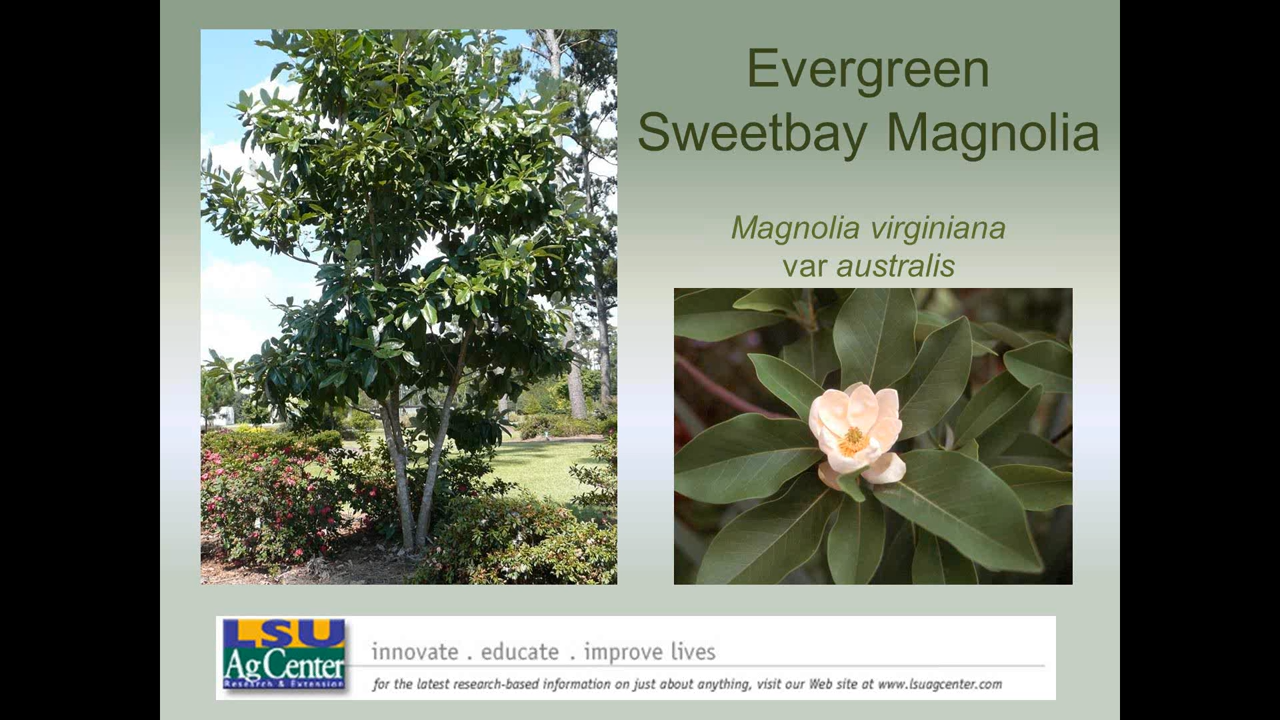 Evergreen
Sweetbay Magnolia
Magnolia virginiana
var australis
LSU
AgCenter
Research & Extension
innovate . educate . improve lives
for the latest research-based information on just about anything, visit our Web site at www.lsuagcenter.com